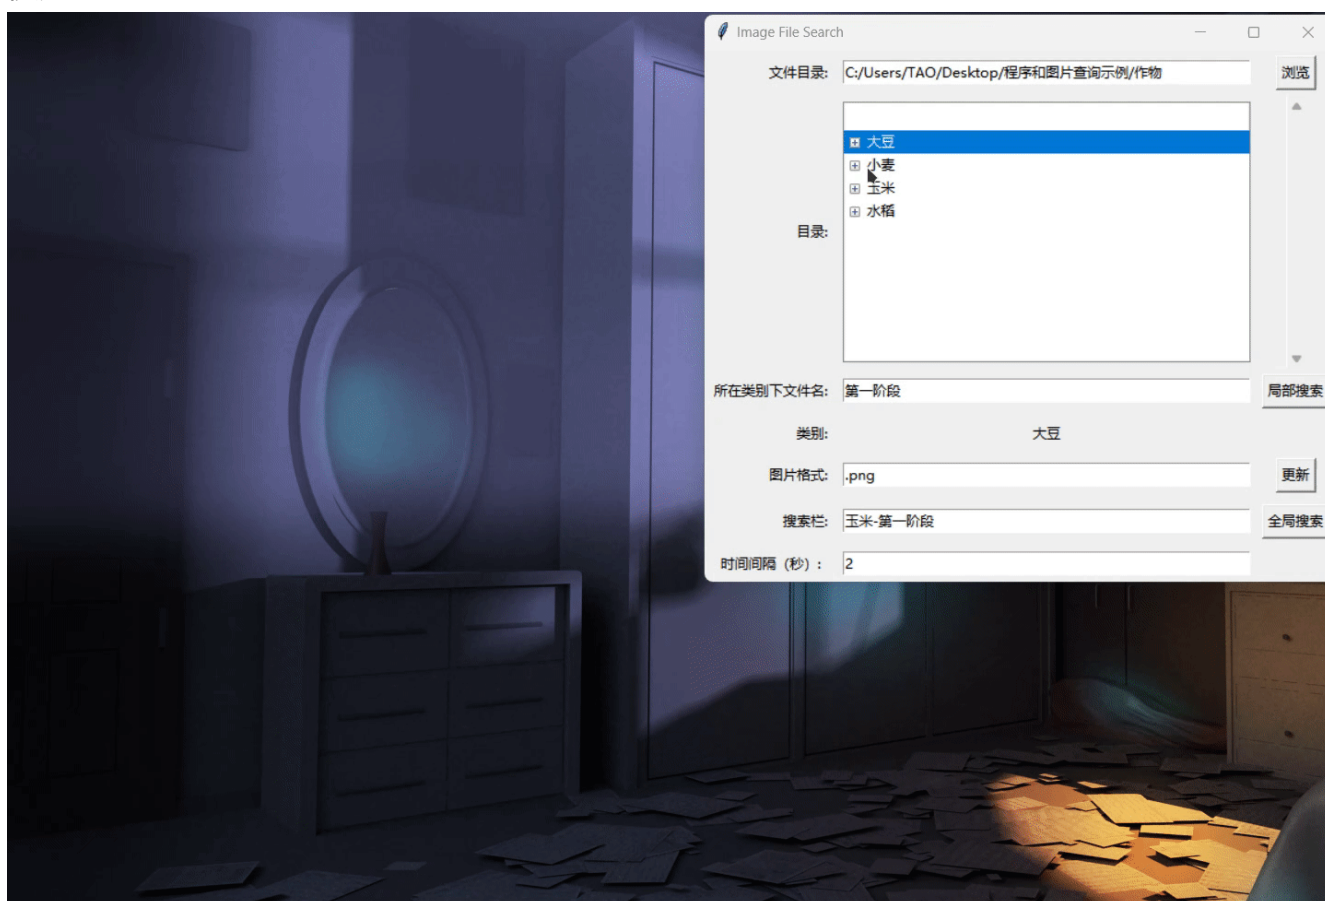 Image File Search
文件目录: C:/Users/TAO/Desktop/程序和图片查询示例/作物 浏览
大豆
小麦
玉米
水稻
目录:
所在类别下文件名: 第一阶段 局部搜索
类别: 大豆
图片格式: .png 更新
搜索栏: 玉米-第一阶段 全局搜索
时间间隔（秒）: 2